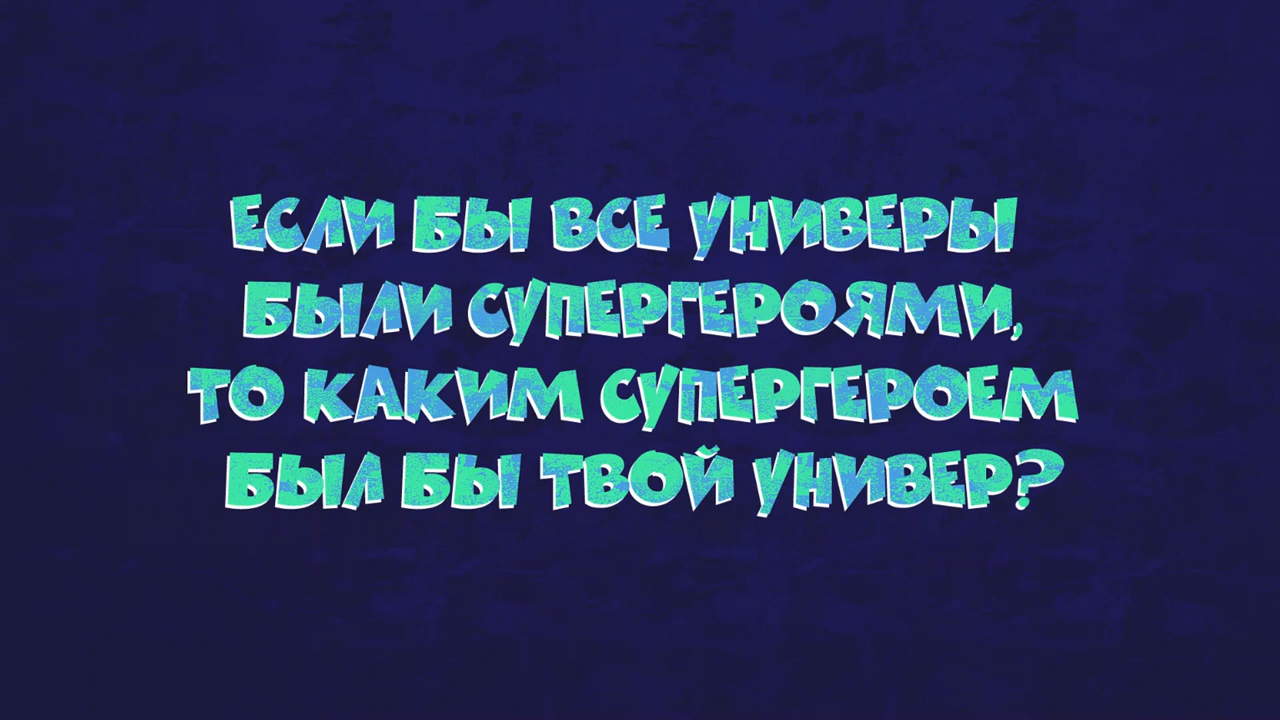 ЕСЛИ БЫ ВСЕ УНИВЕРЫ
БЫЛИ СУПЕРГЕРОЯМИ,
ТО КАКИМ СУПЕРГЕРОЕМ
БЫЛ БЫ ТВОЙ УНИВЕР?